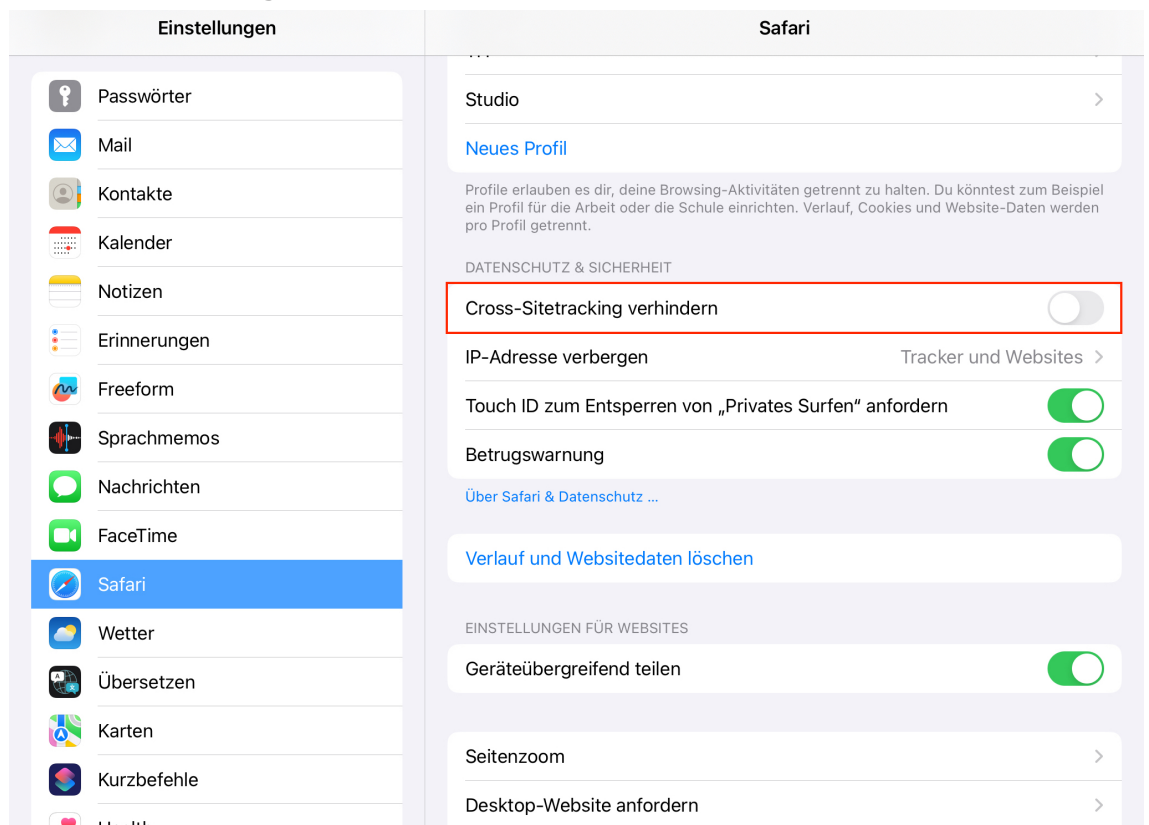 Einstellungen
Passwörter
Mail
Kontakte
Kalender
Notizen
Erinnerungen
Freeform
Sprachmemos
Nachrichten
FaceTime
Safari
Wetter
Übersetzen
Karten
Kurzbefehle
Safari
Studio
Neues Profil
Profile erlauben es dir, deine Browsing-Aktivitäten getrennt zu halten. Du könntest zum Beispiel
ein Profil für die Arbeit oder die Schule einrichten. Verlauf, Cookies und Website-Daten werden
pro Profil getrennt.
DATENSCHUTZ & SICHERHEIT
Cross-Sitetracking verhindern
IP-Adresse verbergen Tracker und Websites
Touch ID zum Entsperren von „Privates Surfen“ anfordern
Betrugswarnung
Über Safari & Datenschutz ...
Verlauf und Websitedaten löschen
EINSTELLUNGEN FÜR WEBSITES
Geräteübergreifend teilen
Seitenzoom
Desktop-Website anfordern